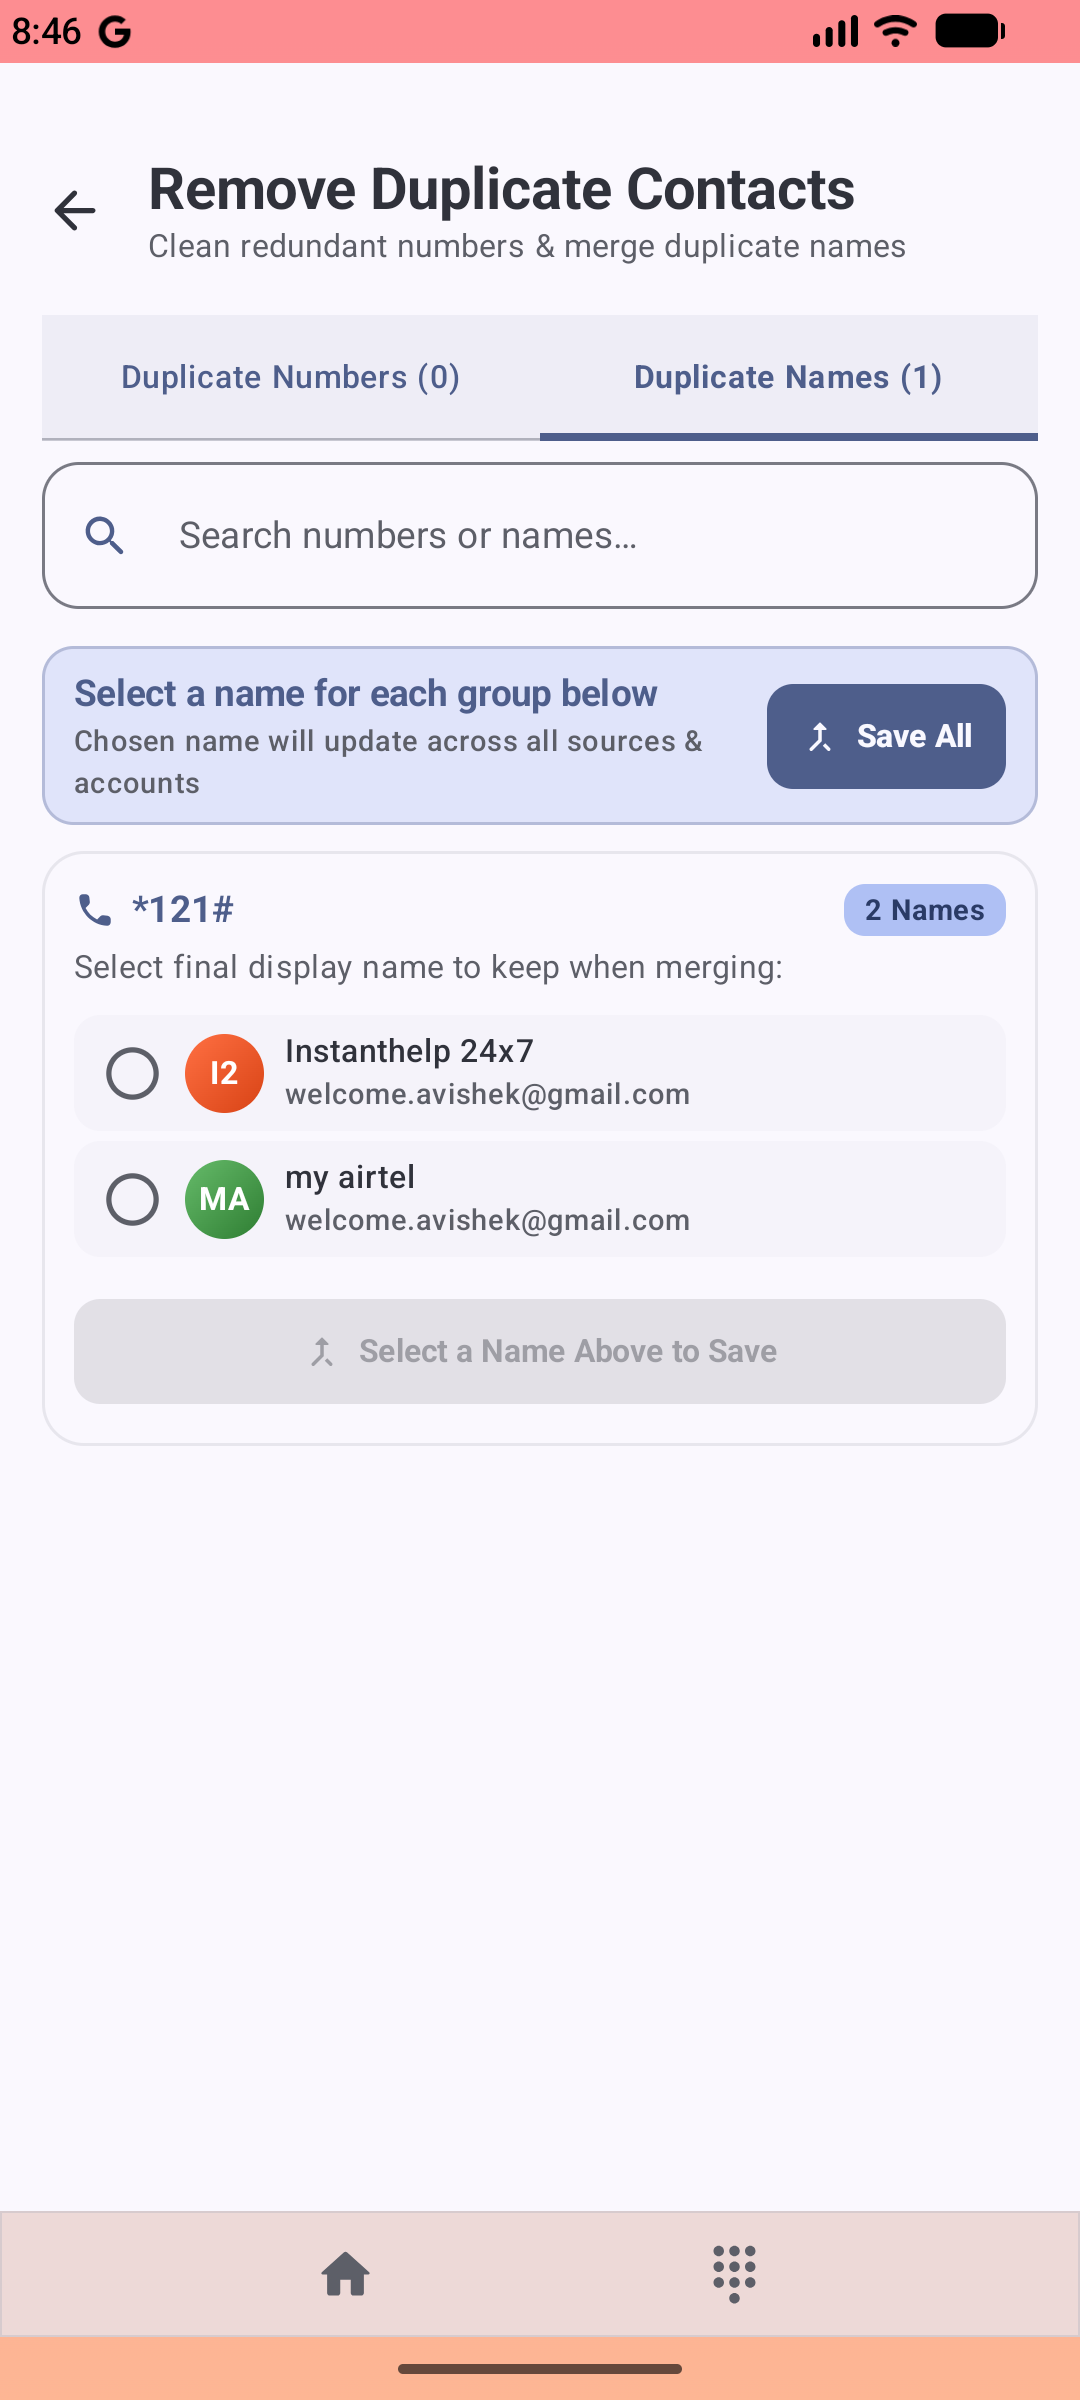 8:46
Remove Duplicate Contacts
Clean redundant numbers & merge duplicate names
Duplicate Numbers (0)
Duplicate Names (1)
Search numbers or names...
Select a name for each group below
Chosen name will update across all sources &
accounts
Save All
*121#
2 Names
Select final display name to keep when merging:
I2
Instanthelp 24x7
welcome.avishek@gmail.com
MA
my airtel
welcome.avishek@gmail.com
Select a Name Above to Save